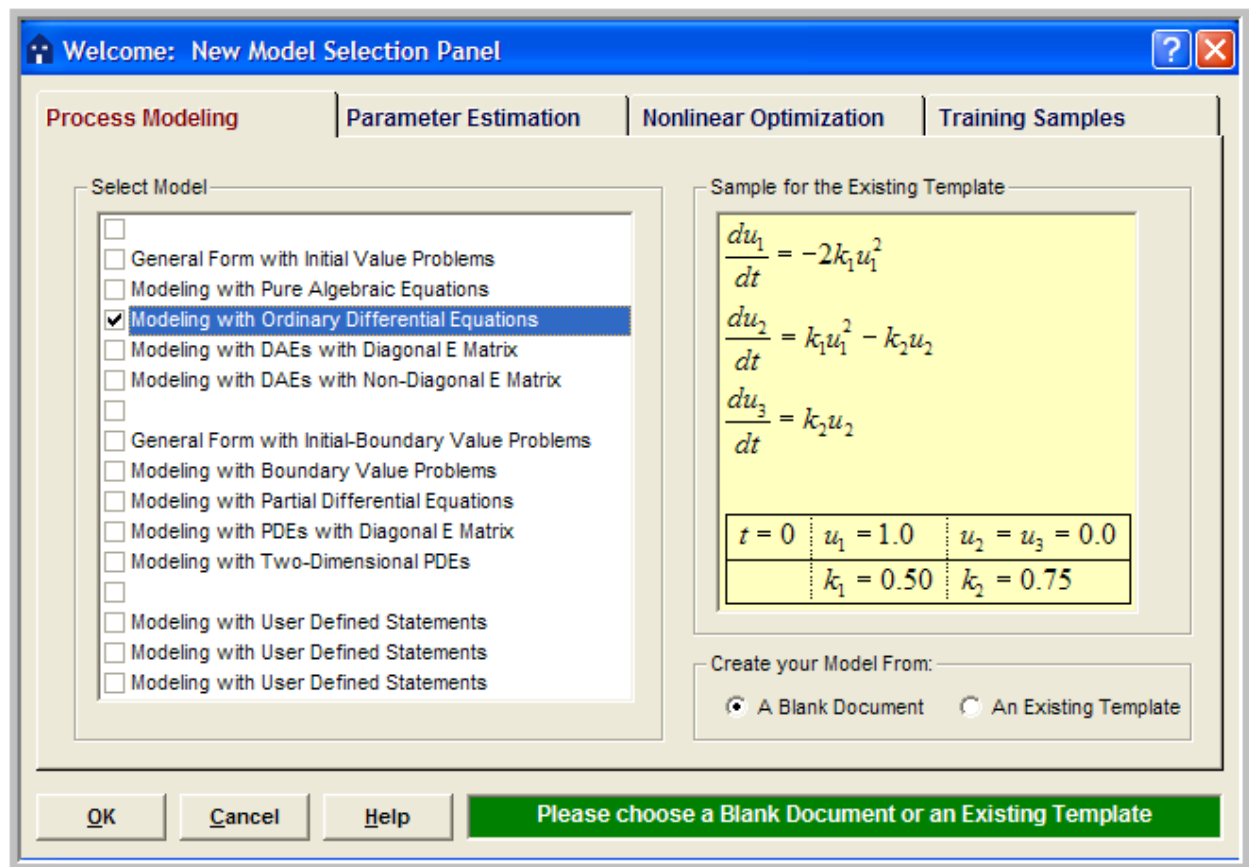 Welcome: New Model Selection Panel
Process Modeling
Parameter Estimation
Nonlinear Optimization
Training Samples
Select Model
General Form with Initial Value Problems
Modeling with Pure Algebraic Equations
Modeling with Ordinary Differential Equations
Modeling with DAEs with Diagonal E Matrix
Modeling with DAEs with Non-Diagonal E Matrix
General Form with Initial-Boundary Value Problems
Modeling with Boundary Value Problems
Modeling with Partial Differential Equations
Modeling with PDEs with Diagonal E Matrix
Modeling with Two-Dimensional PDEs
Modeling with User Defined Statements
Modeling with User Defined Statements
Modeling with User Defined Statements
Sample for the Existing Template
du₁/dt = −2k₁u₁²
du₂/dt = k₁u₁² − k₂u₂
du₃/dt = k₂u₂
t = 0 u₁ = 1.0 u₂ = u₃ = 0.0
k₁ = 0.50 k₂ = 0.75
Create your Model From:
A Blank Document An Existing Template
OK Cancel Help Please choose a Blank Document or an Existing Template